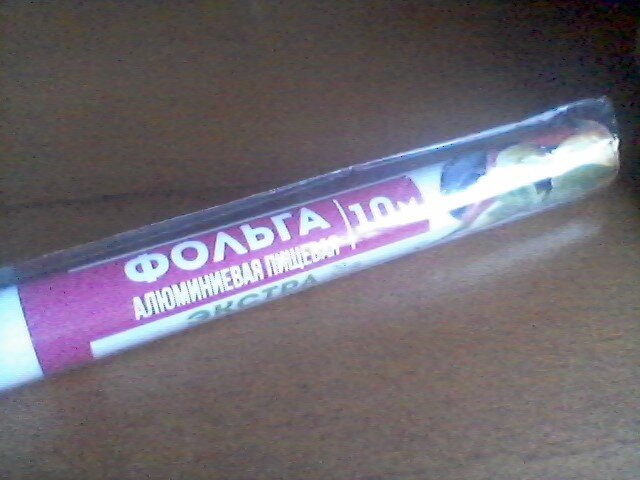 ФОЛЬГА 10м
АЛЮМИНИЕВАЯ ПИЩЕВАЯ
ЭКСТРА